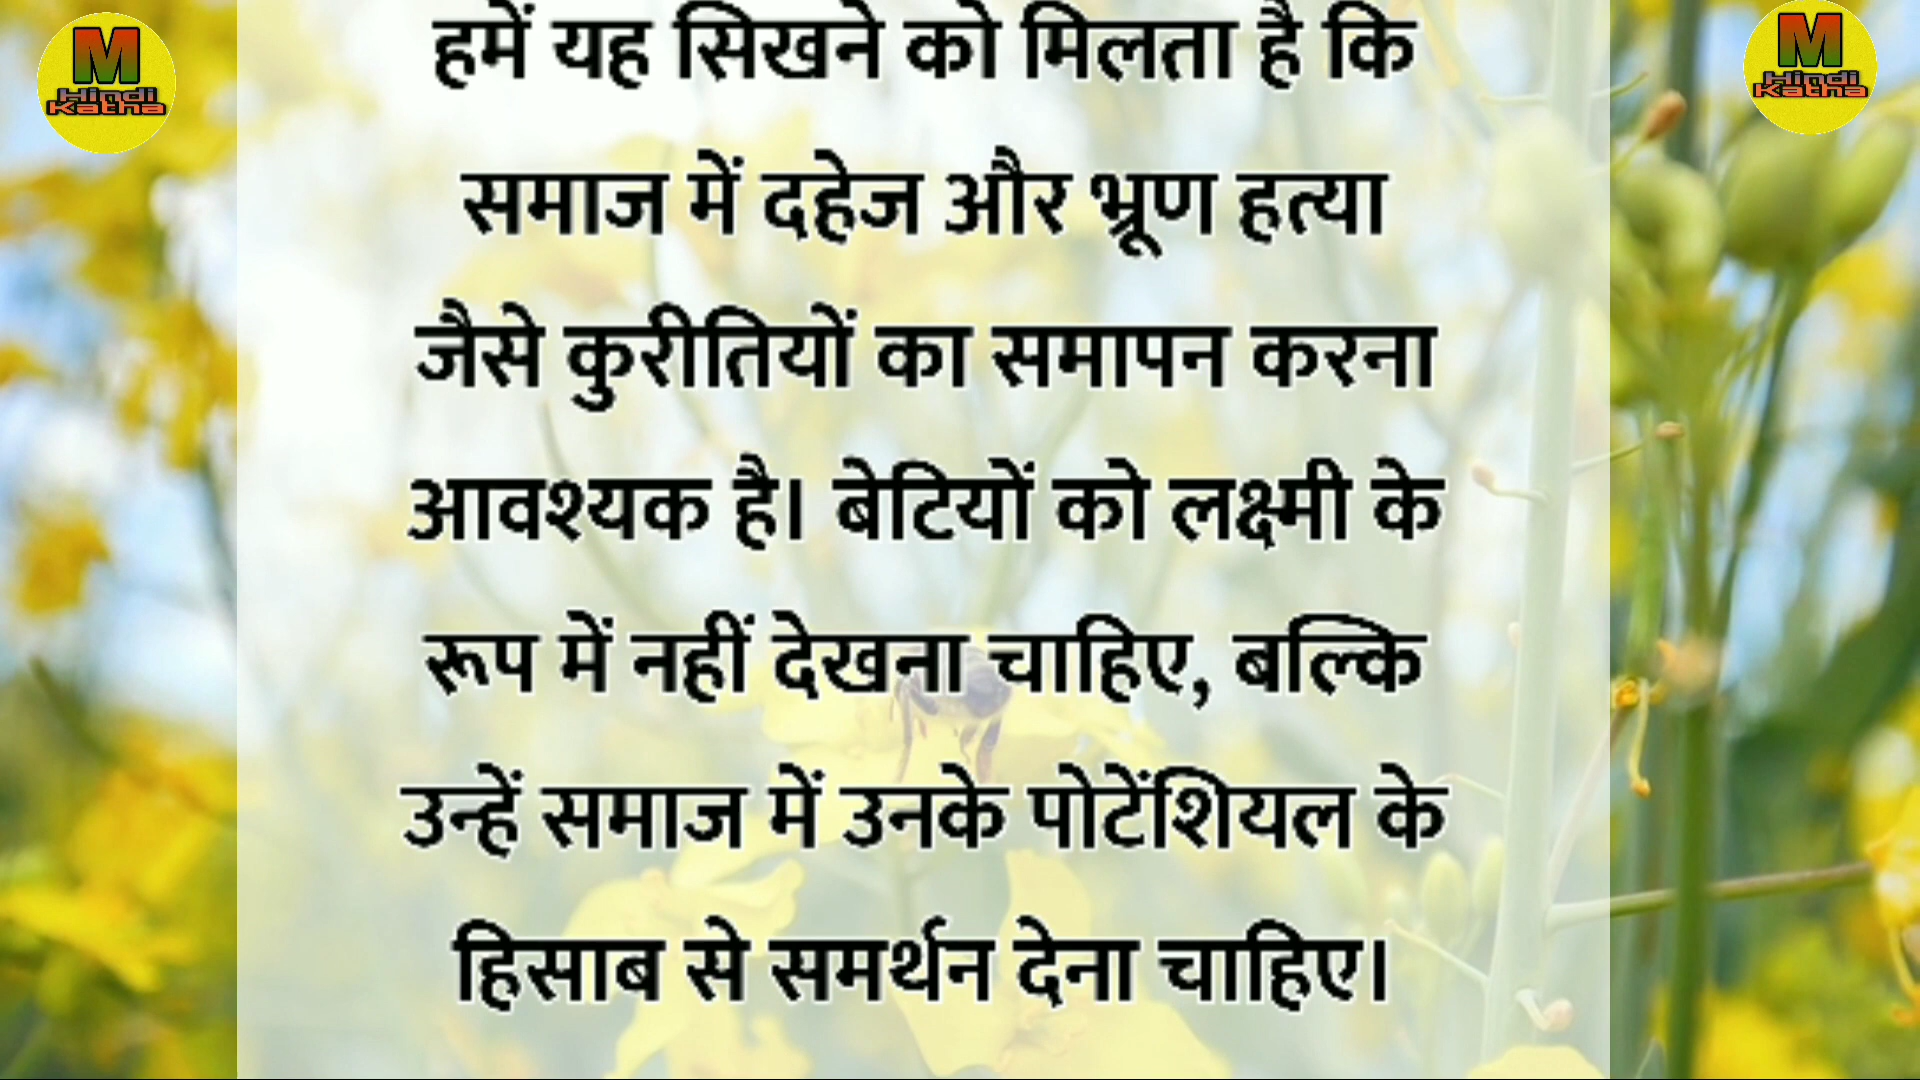 M
Hindi
Katha
M
Hindi
Katha
हमें यह सिखने को मिलता है कि
समाज में दहेज और भ्रूण हत्या
जैसे कुरीतियों का समापन करना
आवश्यक है। बेटियों को लक्ष्मी के
रूप में नहीं देखना चाहिए, बल्कि
उन्हें समाज में उनके पोटेंशियल के
हिसाब से समर्थन देना चाहिए।